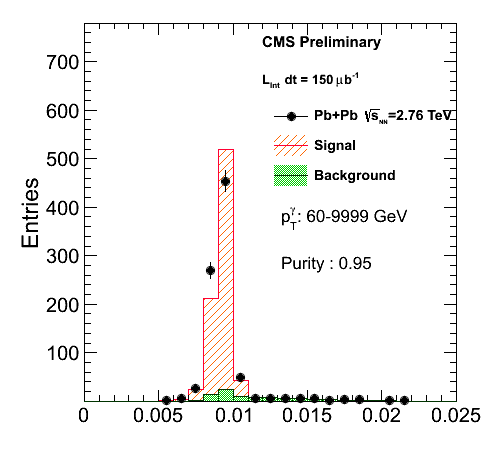 CMS Preliminary
L_Int dt = 150 μb⁻¹
Pb+Pb √s_NN=2.76 TeV
Signal
Background
p_T^γ: 60-9999 GeV
Purity : 0.95
Entries
700
600
500
400
300
200
100
0 0.005 0.01 0.015 0.02 0.025